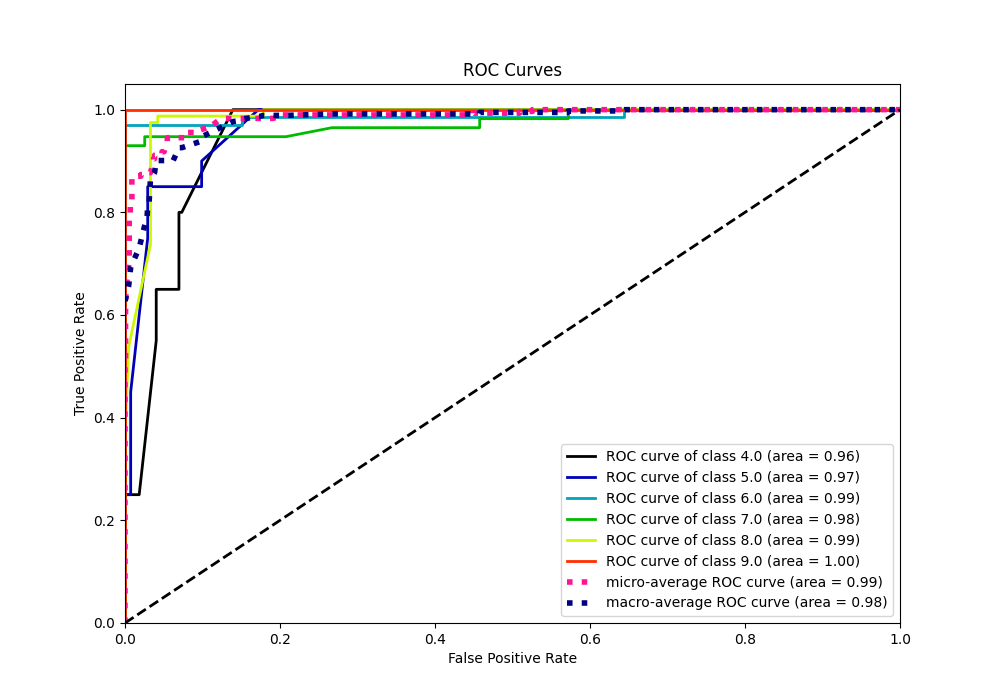 ROC Curves
True Positive Rate
1.0
0.8
0.6
0.4
0.2
0.0
0.0 0.2 0.4 0.6 0.8 1.0
False Positive Rate
ROC curve of class 4.0 (area = 0.96)
ROC curve of class 5.0 (area = 0.97)
ROC curve of class 6.0 (area = 0.99)
ROC curve of class 7.0 (area = 0.98)
ROC curve of class 8.0 (area = 0.99)
ROC curve of class 9.0 (area = 1.00)
micro-average ROC curve (area = 0.99)
macro-average ROC curve (area = 0.98)